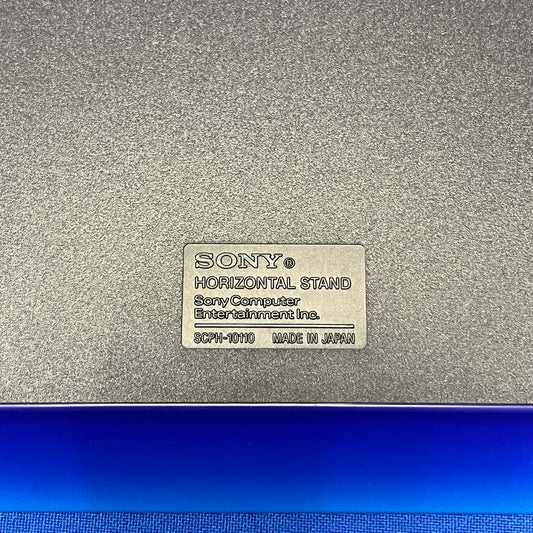 SONY®
HORIZONTAL STAND
Sony Computer
Entertainment Inc.
SCPH-10110 MADE IN JAPAN